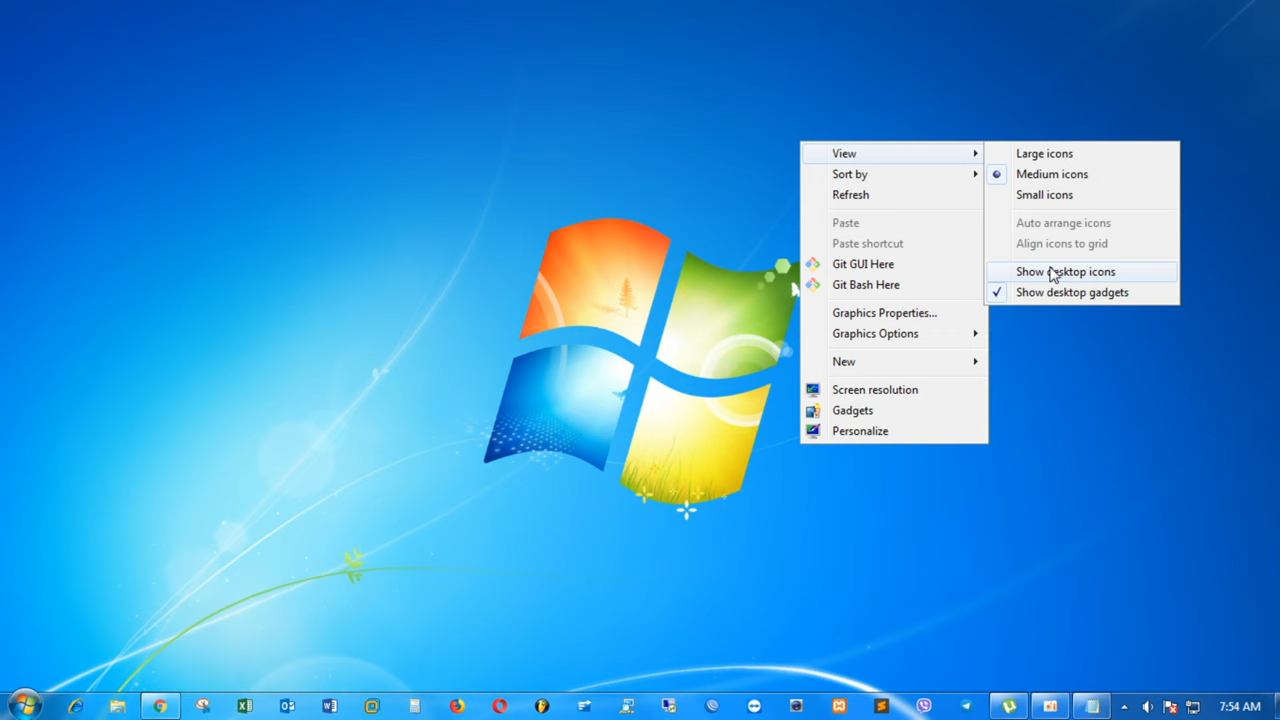 View
Sort by
Refresh
Paste
Paste shortcut
Git GUI Here
Git Bash Here
Graphics Properties...
Graphics Options
New
Screen resolution
Gadgets
Personalize
Large icons
Medium icons
Small icons
Auto arrange icons
Align icons to grid
Show desktop icons
Show desktop gadgets
7:54 AM